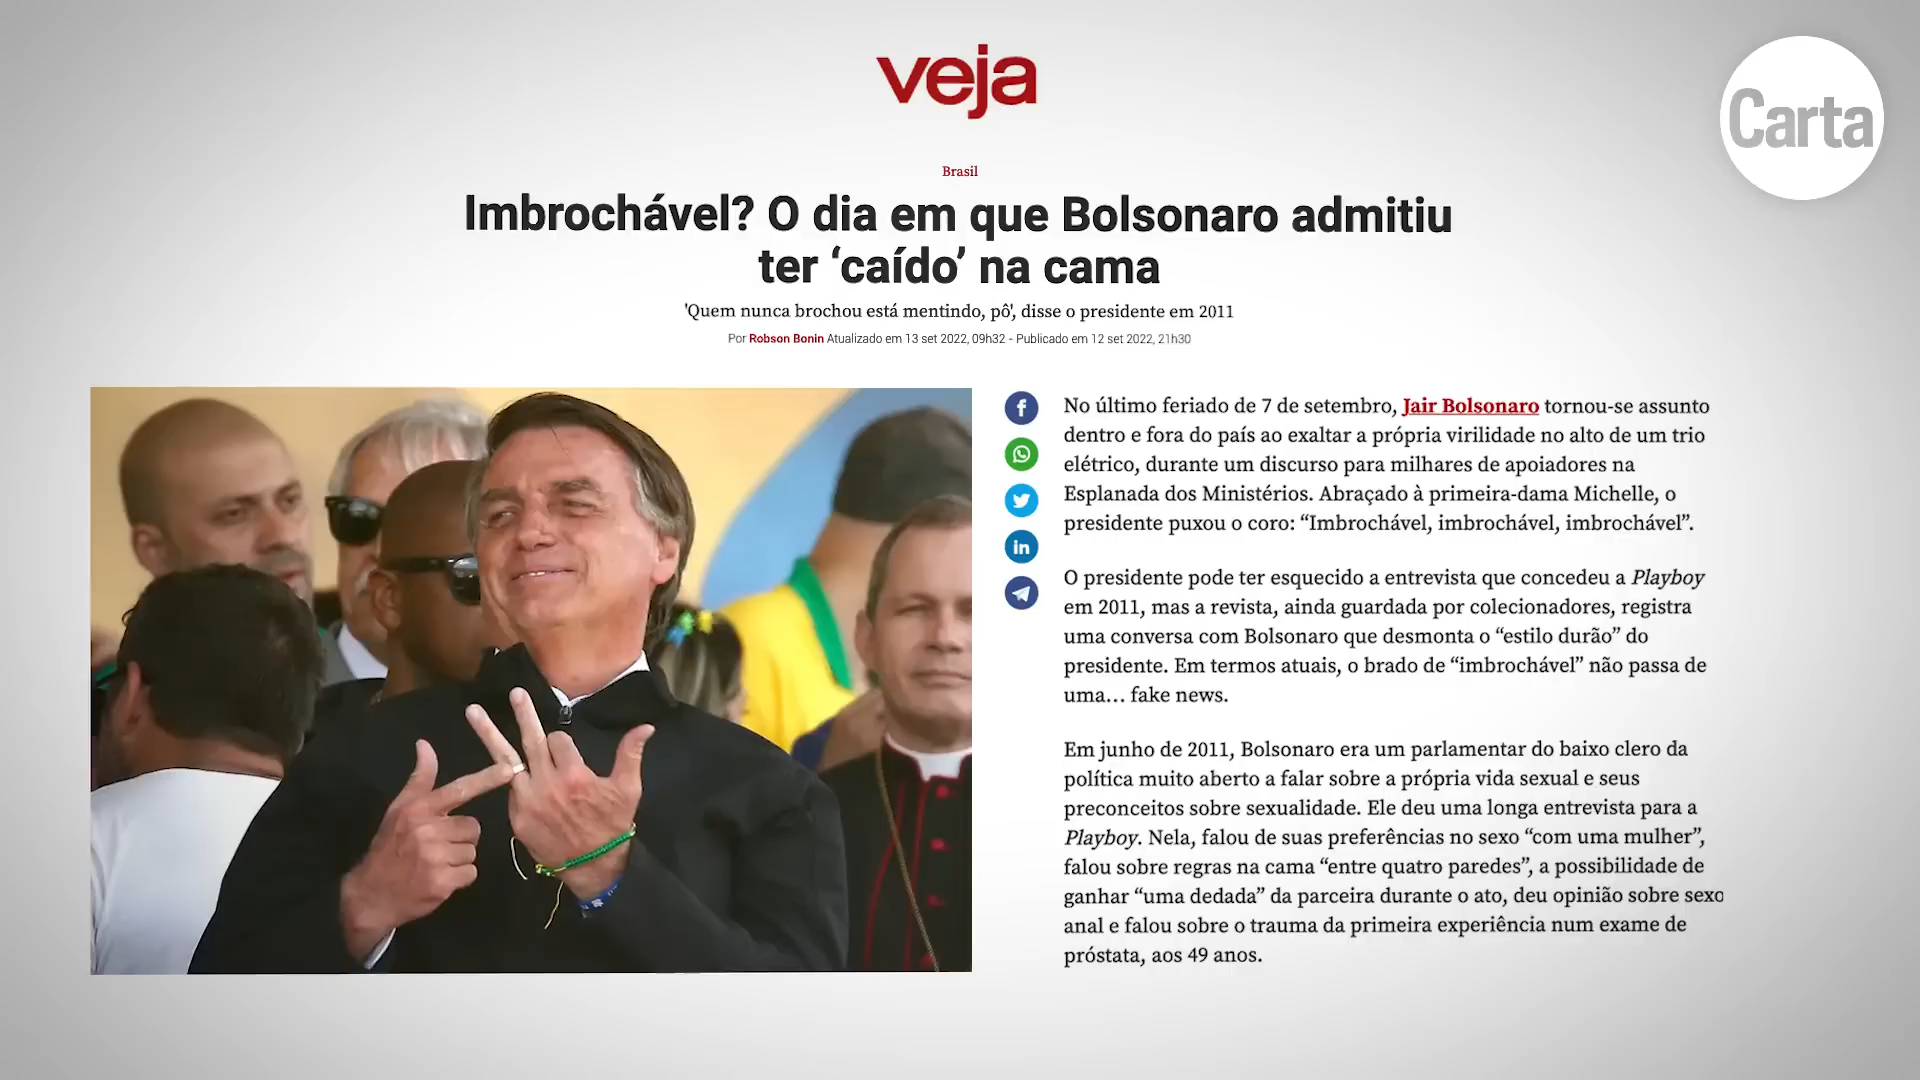 veja
Carta
Brasil
Imbrochável? O dia em que Bolsonaro admitiu
ter ‘caído’ na cama
'Quem nunca brochou está mentindo, pô', disse o presidente em 2011
Por Robson Bonin Atualizado em 13 set 2022, 09h32 - Publicado em 12 set 2022, 21h30
No último feriado de 7 de setembro, Jair Bolsonaro tornou-se assunto
dentro e fora do país ao exaltar a própria virilidade no alto de um trio
elétrico, durante um discurso para milhares de apoiadores na
Esplanada dos Ministérios. Abraçado à primeira-dama Michelle, o
presidente puxou o coro: “Imbrochável, imbrochável, imbrochável”.
O presidente pode ter esquecido a entrevista que concedeu a Playboy
em 2011, mas a revista, ainda guardada por colecionadores, registra
uma conversa com Bolsonaro que desmonta o “estilo durão” do
presidente. Em termos atuais, o brado de “imbrochável” não passa de
uma… fake news.
Em junho de 2011, Bolsonaro era um parlamentar do baixo clero da
política muito aberto a falar sobre a própria vida sexual e seus
preconceitos sobre sexualidade. Ele deu uma longa entrevista para a
Playboy. Nela, falou de suas preferências no sexo “com uma mulher”,
falou sobre regras na cama “entre quatro paredes”, a possibilidade de
ganhar “uma dedada” da parceira durante o ato, deu opinião sobre sexo
anal e falou sobre o trauma da primeira experiência num exame de
próstata, aos 49 anos.